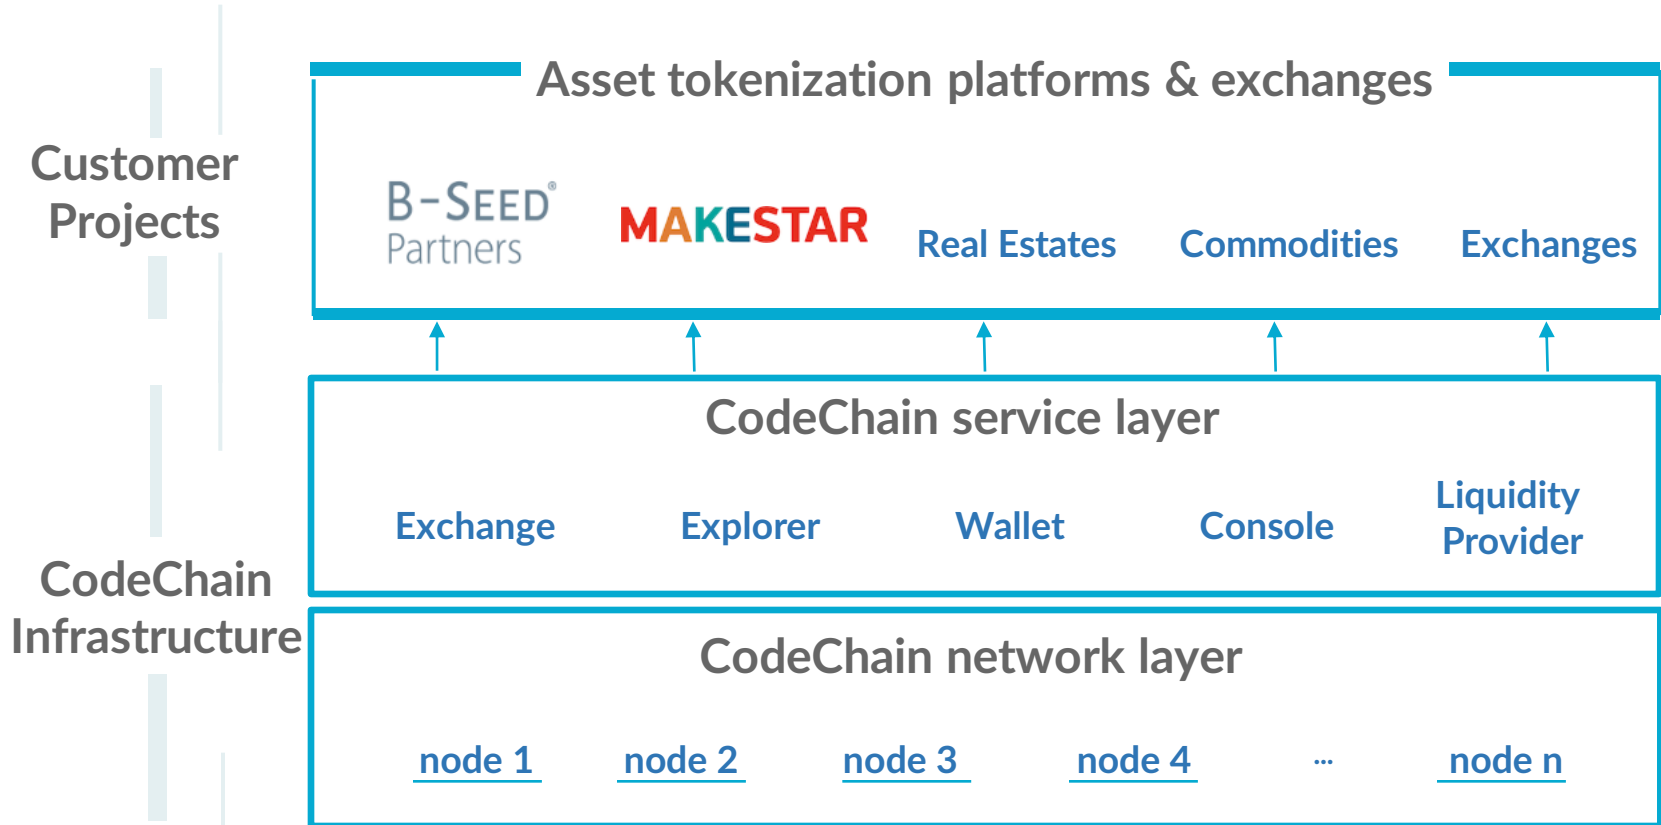 Asset tokenization platforms & exchanges
Customer
Projects
B-SEED®
Partners
MAKESTAR
Real Estates
Commodities
Exchanges
CodeChain service layer
Exchange
Explorer
Wallet
Console
Liquidity
Provider
CodeChain
Infrastructure
CodeChain network layer
node 1
node 2
node 3
node 4
...
node n